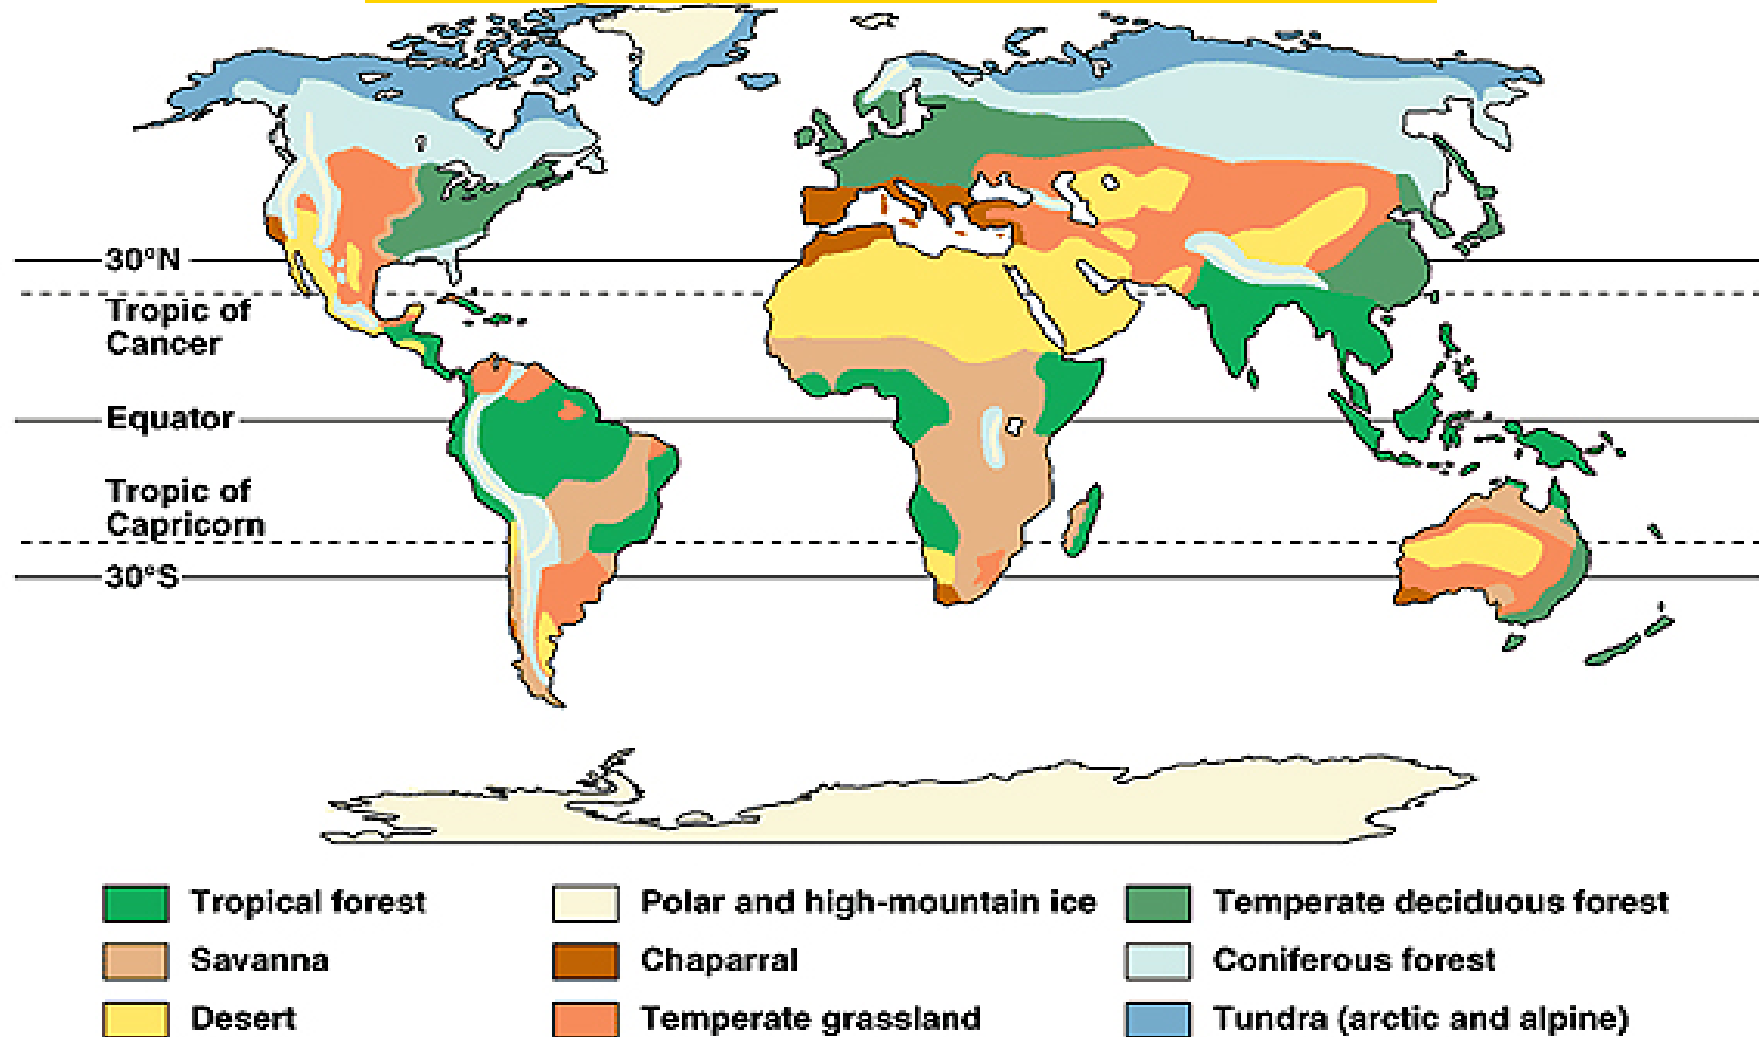 30°N
Tropic of
Cancer
Equator
Tropic of
Capricorn
30°S
Tropical forest
Polar and high-mountain ice
Temperate deciduous forest
Savanna
Chaparral
Coniferous forest
Desert
Temperate grassland
Tundra (arctic and alpine)